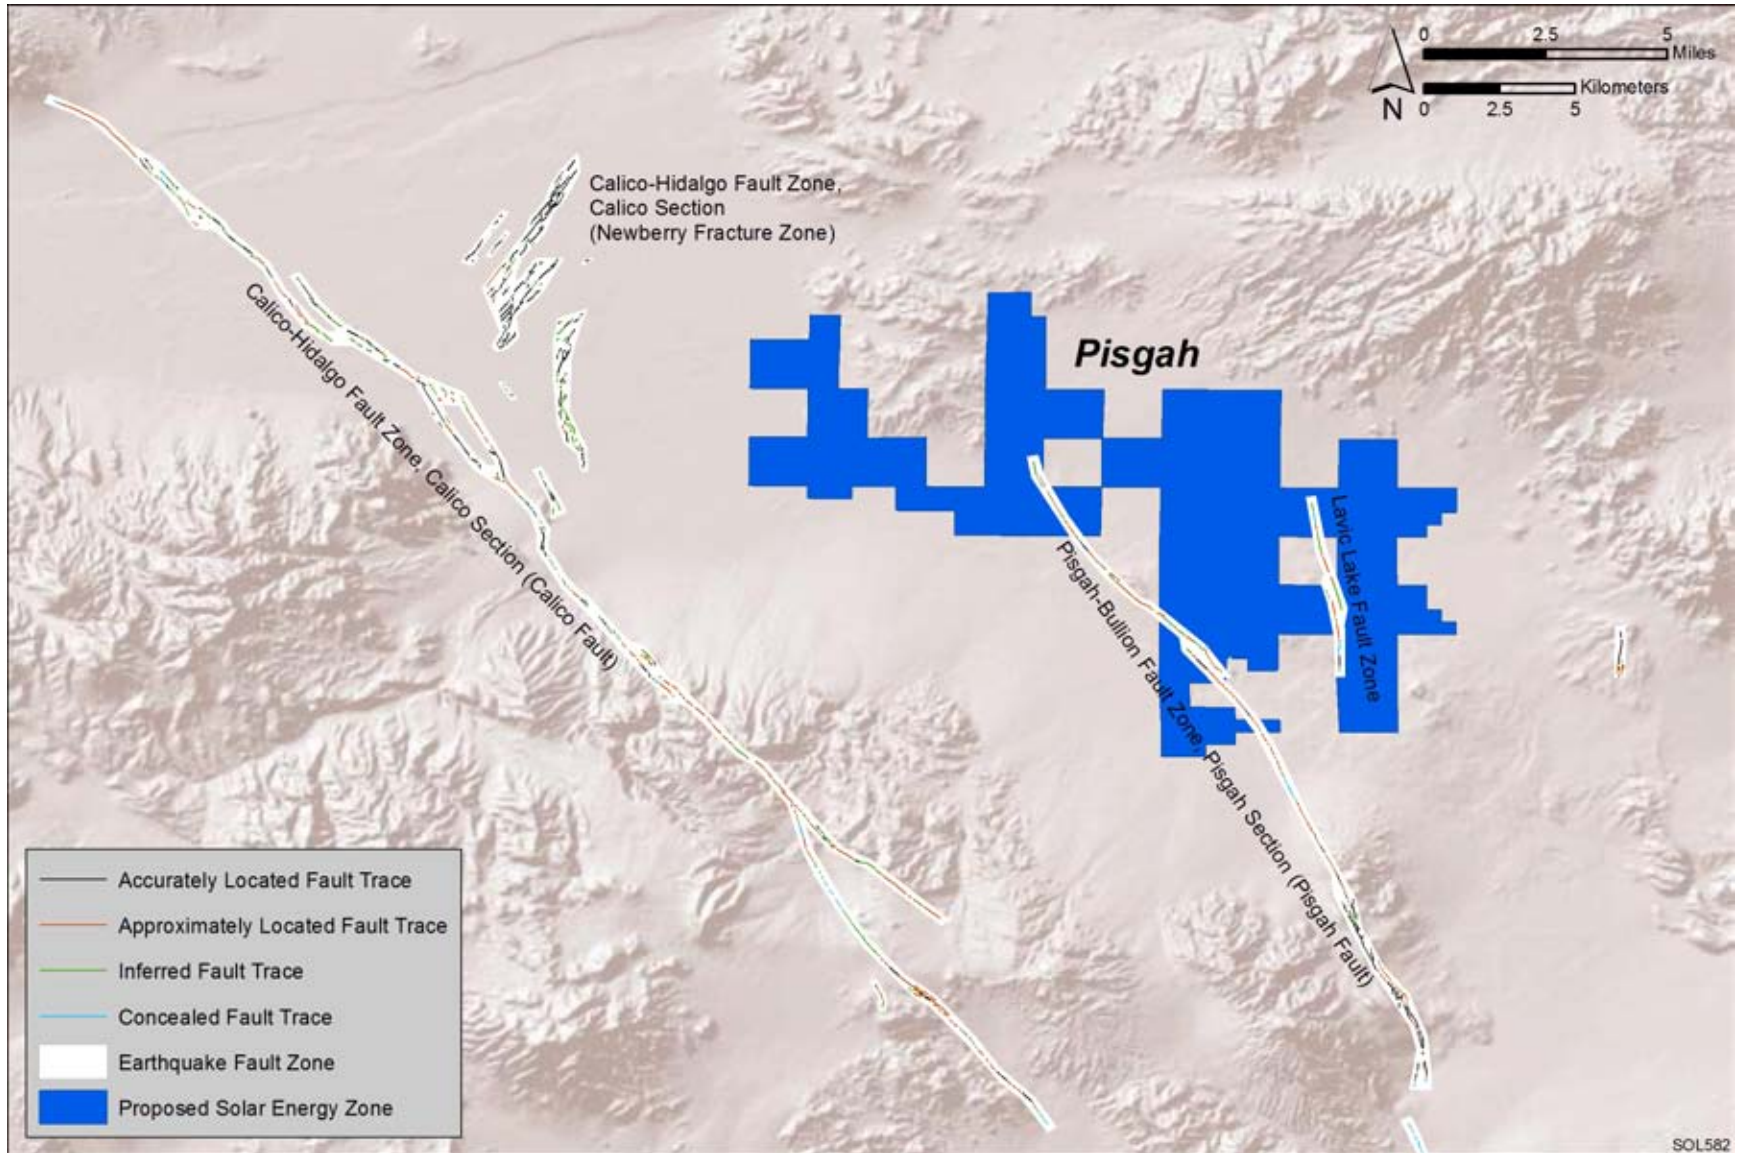 0 2.5 5
Miles
Kilometers
0 2.5 5
N
Calico-Hidalgo Fault Zone,
Calico Section
(Newberry Fracture Zone)
Calico-Hidalgo Fault Zone, Calico Section (Calico Fault)
Pisgah
Lavic Lake Fault Zone
Pisgah-Bullion Fault Zone, Pisgah Section (Pisgah Fault)
Accurately Located Fault Trace
Approximately Located Fault Trace
Inferred Fault Trace
Concealed Fault Trace
Earthquake Fault Zone
Proposed Solar Energy Zone
SOL582